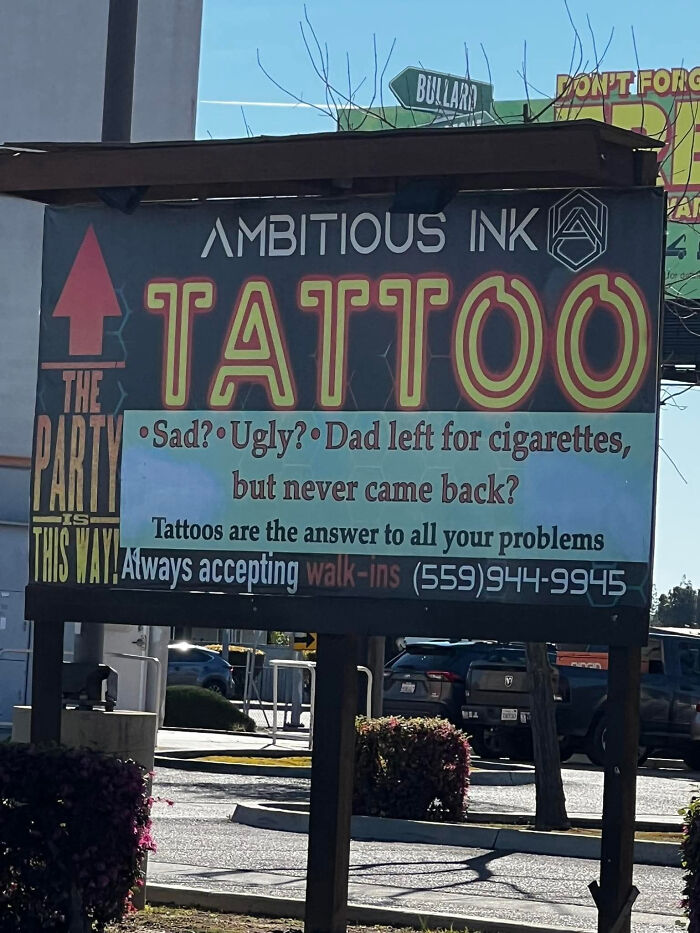 BULLARD
DON'T FORG
AMBITIOUS INK
TATTOO
THE
PARTY
IS
THIS WAY!
•Sad?•Ugly?•Dad left for cigarettes,
but never came back?
Tattoos are the answer to all your problems
Always accepting walk-ins (559)944-9945
RIDGID